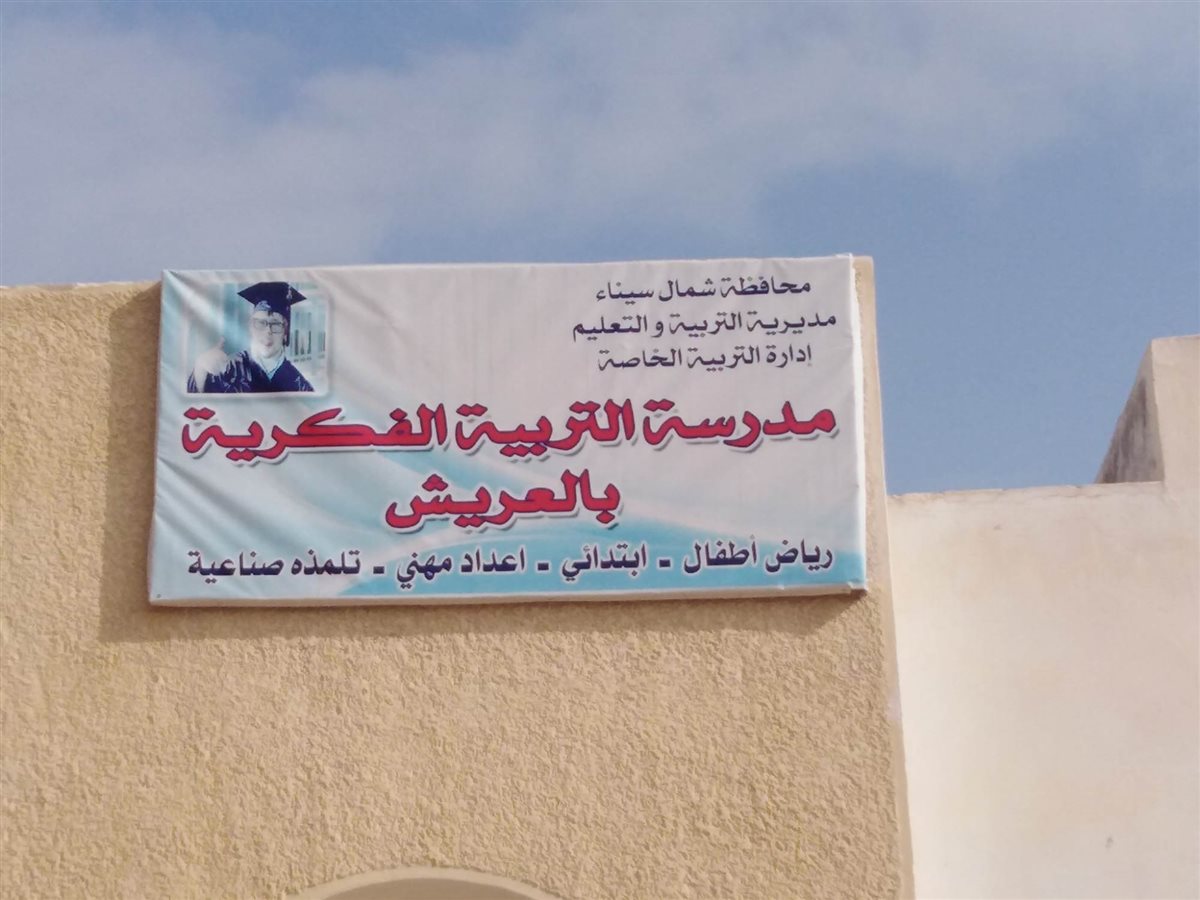 محافظة شمال سيناء
مديرية التربية والتعليم
إدارة التربية الخاصة
مدرسة التربية الفكرية
بالعريش
رياض أطفال - ابتدائي - اعداد مهني - تلمذه صناعية